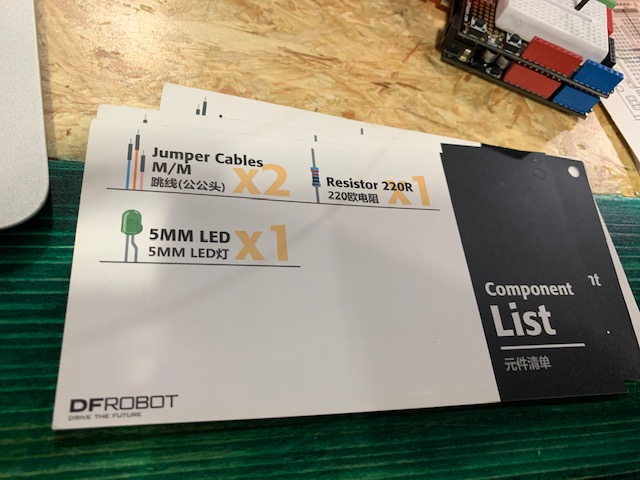 Component nt
List
元件清单
Jumper Cables
M/M
跳线(公公头)
X2
Resistor 220R
220欧电阻
x1
5MM LED
5MM LED灯
X1
DFROBOT
DRIVE THE FUTURE